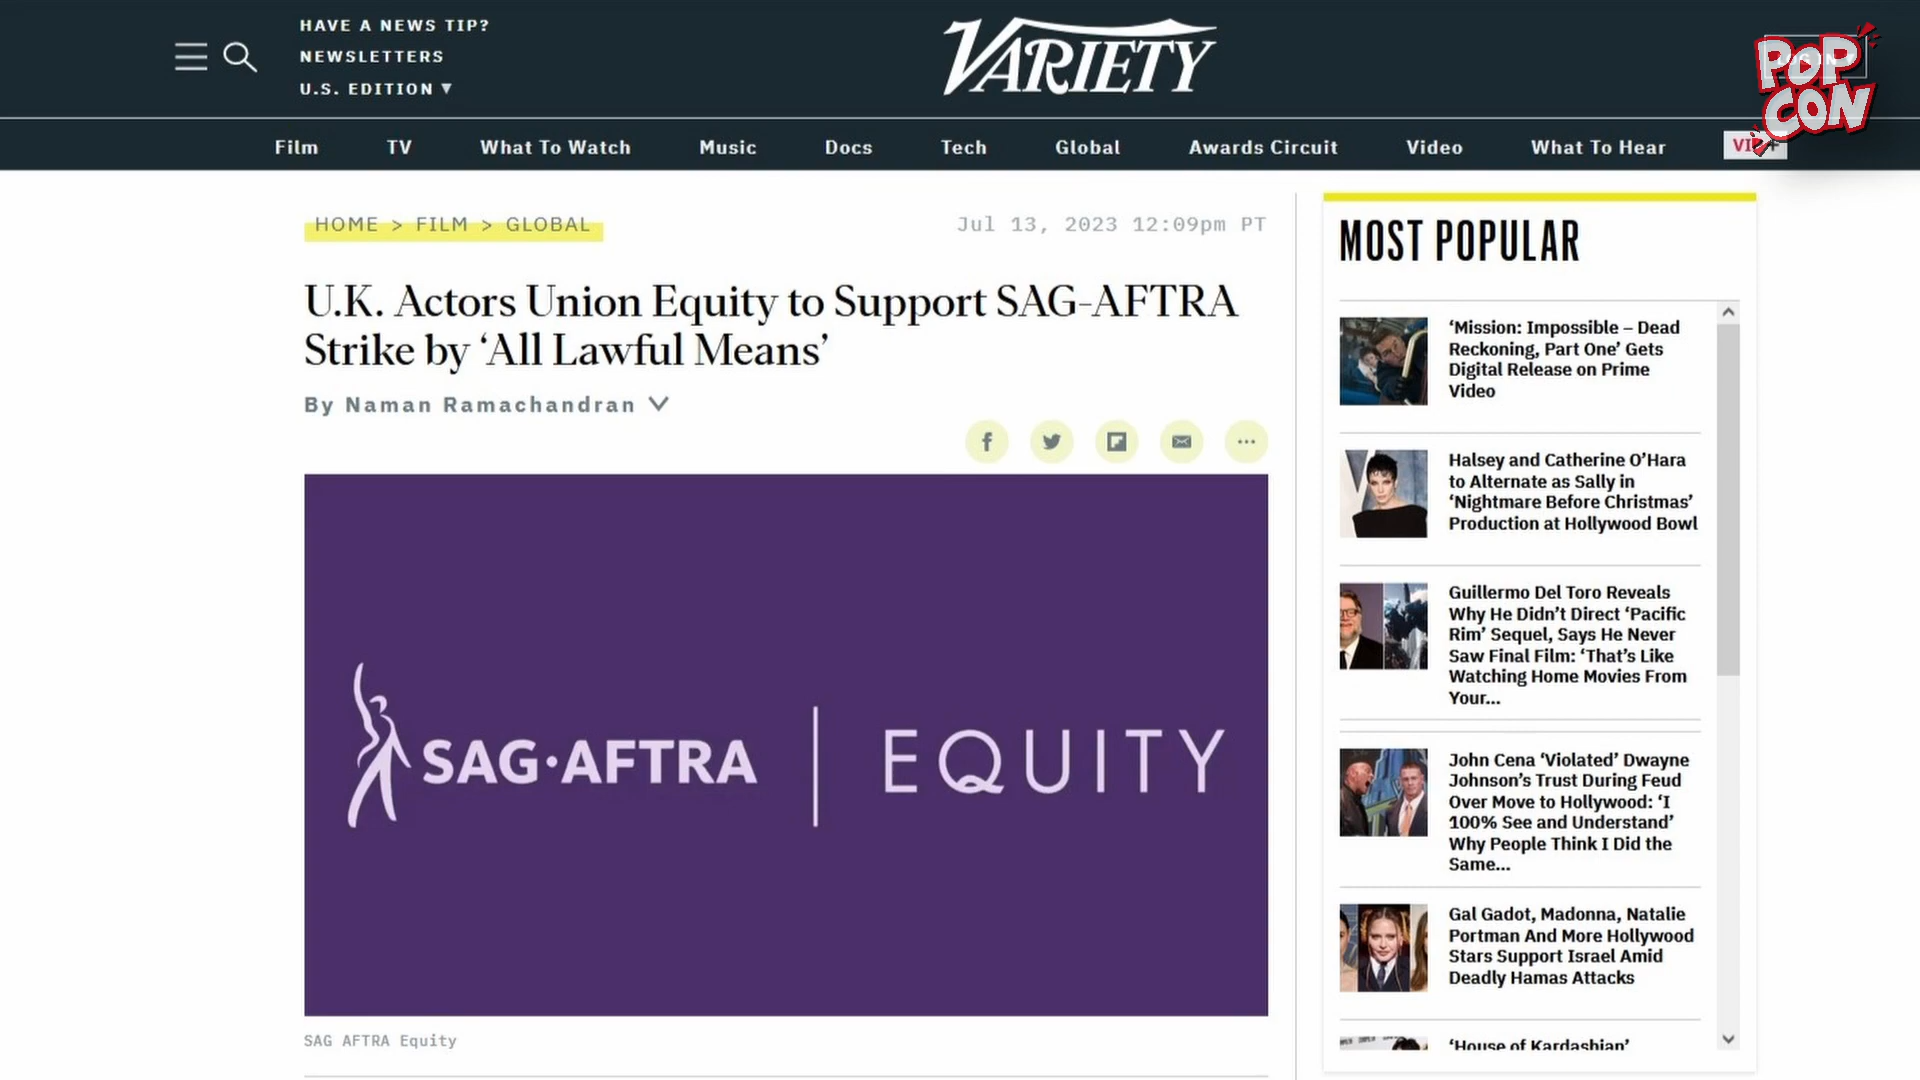 HAVE A NEWS TIP?
NEWSLETTERS
U.S. EDITION ▼
VARIETY
POP
CON
Film
TV
What To Watch
Music
Docs
Tech
Global
Awards Circuit
Video
What To Hear
HOME > FILM > GLOBAL
Jul 13, 2023 12:09pm PT
U.K. Actors Union Equity to Support SAG-AFTRA
Strike by ‘All Lawful Means’
By Naman Ramachandran
SAG·AFTRA
EQUITY
SAG AFTRA Equity
MOST POPULAR
‘Mission: Impossible – Dead
Reckoning, Part One’ Gets
Digital Release on Prime
Video
Halsey and Catherine O’Hara
to Alternate as Sally in
‘Nightmare Before Christmas’
Production at Hollywood Bowl
Guillermo Del Toro Reveals
Why He Didn’t Direct ‘Pacific
Rim’ Sequel, Says He Never
Saw Final Film: ‘That’s Like
Watching Home Movies From
Your...
John Cena ‘Violated’ Dwayne
Johnson’s Trust During Feud
Over Move to Hollywood: ‘I
100% See and Understand’
Why People Think I Did the
Same...
Gal Gadot, Madonna, Natalie
Portman And More Hollywood
Stars Support Israel Amid
Deadly Hamas Attacks
‘House of Kardashian’